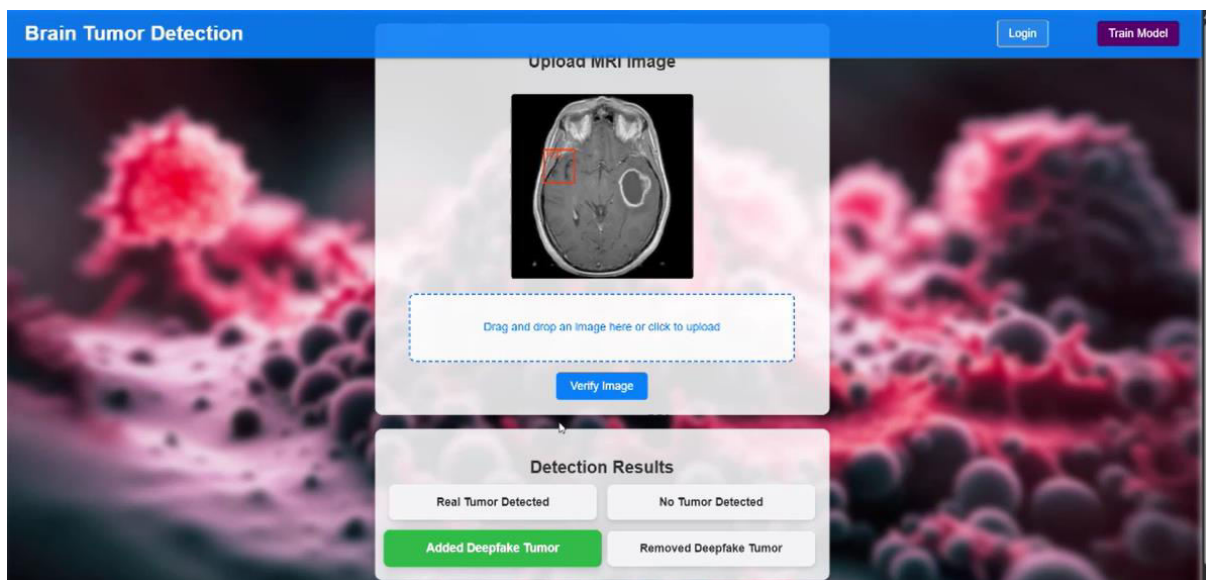 Brain Tumor Detection
Login
Train Model
Upload MRI Image
Drag and drop an image here or click to upload
Verify Image
Detection Results
Real Tumor Detected
No Tumor Detected
Added Deepfake Tumor
Removed Deepfake Tumor